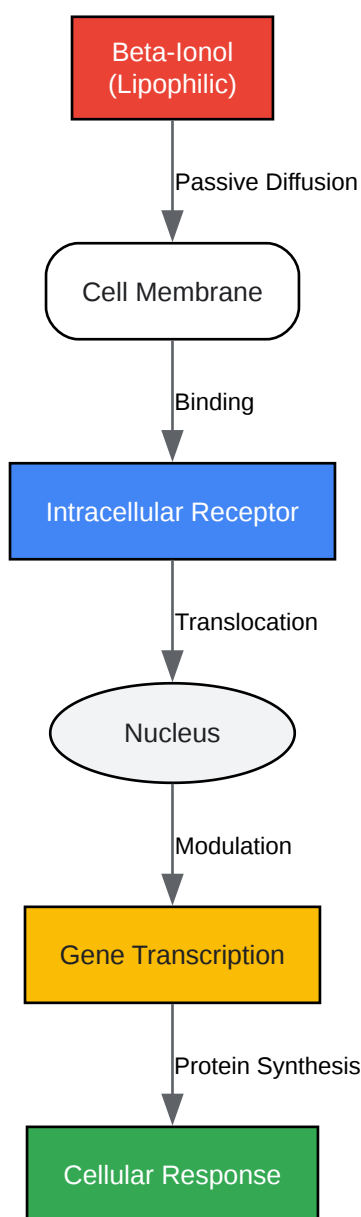 Beta-Ionol
(Lipophilic)
Passive Diffusion
Cell Membrane
Binding
Intracellular Receptor
Translocation
Nucleus
Modulation
Gene Transcription
Protein Synthesis
Cellular Response